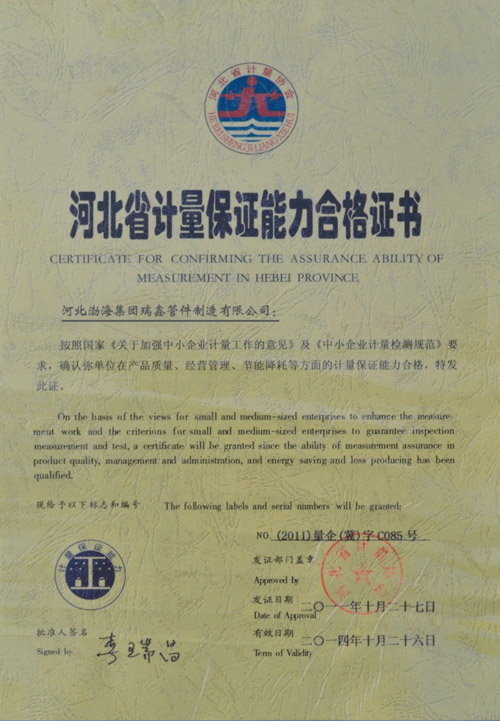 河北省计量协会
HE BEI SHENG JI LIANG XIE HUI
河北省计量保证能力合格证书
CERTIFICATE FOR CONFIRMING THE ASSURANCE ABILITY OF
MEASUREMENT IN HEBEI PROVINCE
河北渤海集团瑞鑫管件制造有限公司：
按照国家《关于加强中小企业计量工作的意见》及《中小企业计量检测规范》要
求，确认你单位在产品质量、经营管理、节能降耗等方面的计量保证能力合格，特发
此证。
On the basis of the views for small and medium-sized enterprises to enhance the measure-
ment work and the criterions for small and medium-sized enterprises to guarantee inspection
measurement and test, a certificate will be granted since the ability of measurement assurance in
product quality, management and administration, and energy saving and loss producing has been
qualified.
现给予以下标志和编号 The following labels and serial numbers will be granted:
NO. (2011)量企(冀)字C085号
计量保证能力
发证部门盖章
Approved by
河北省计量协会
发证日期 二〇一一年十月二十七日
Date of Approval
批准人签名
Signed by
有效日期 二〇一四年十月二十六日
Term of Validity